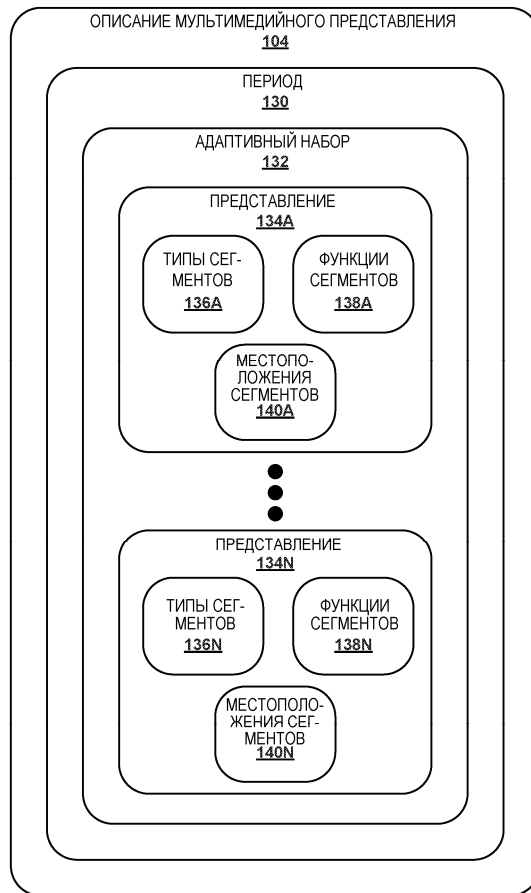 ОПИСАНИЕ МУЛЬТИМЕДИЙНОГО ПРЕДСТАВЛЕНИЯ
104
ПЕРИОД
130
АДАПТИВНЫЙ НАБОР
132
ПРЕДСТАВЛЕНИЕ
134A
ТИПЫ СЕГ-
МЕНТОВ
136A
ФУНКЦИИ
СЕГМЕНТОВ
138A
МЕСТОПО-
ЛОЖЕНИЯ
СЕГМЕНТОВ
140A
ПРЕДСТАВЛЕНИЕ
134N
ТИПЫ СЕГ-
МЕНТОВ
136N
ФУНКЦИИ
СЕГМЕНТОВ
138N
МЕСТОПОЛО-
ЖЕНИЯ СЕГ-
МЕНТОВ
140N